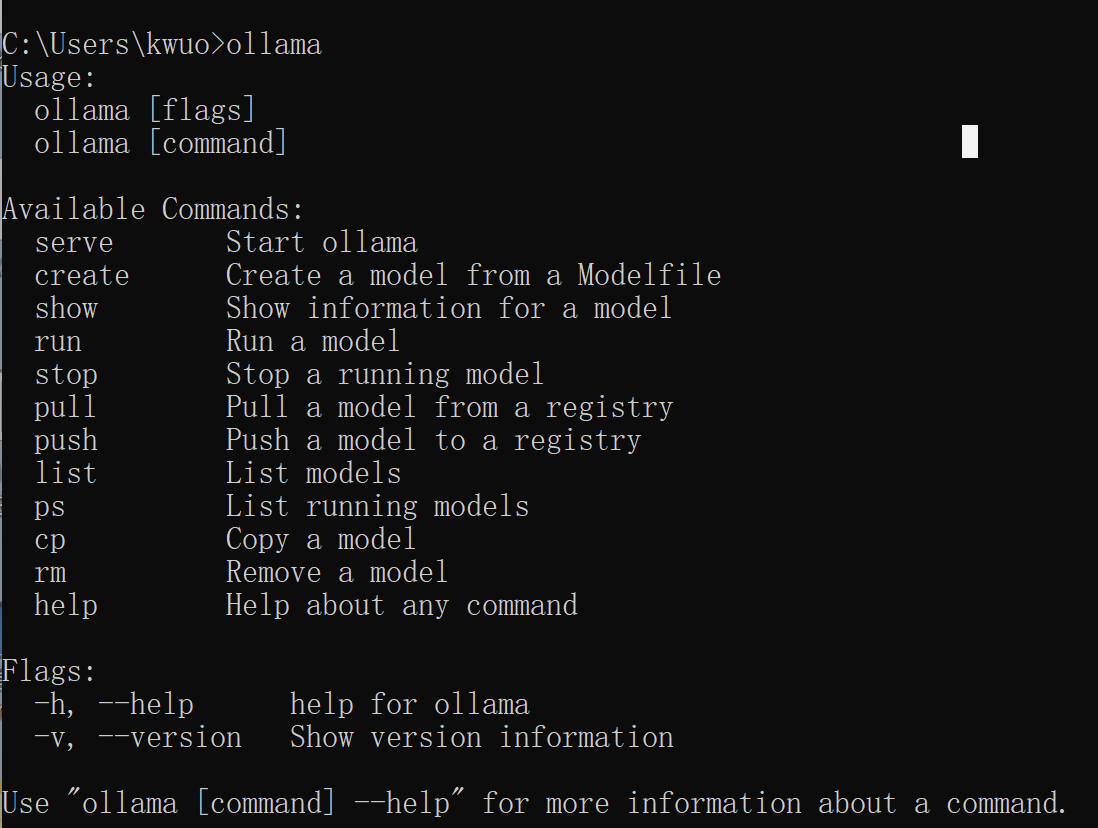 C:\Users\kwuo>ollama
Usage:
  ollama [flags]
  ollama [command]

Available Commands:
  serve       Start ollama
  create      Create a model from a Modelfile
  show        Show information for a model
  run         Run a model
  stop        Stop a running model
  pull        Pull a model from a registry
  push        Push a model to a registry
  list        List models
  ps          List running models
  cp          Copy a model
  rm          Remove a model
  help        Help about any command

Flags:
  -h, --help      help for ollama
  -v, --version   Show version information

Use "ollama [command] --help" for more information about a command.